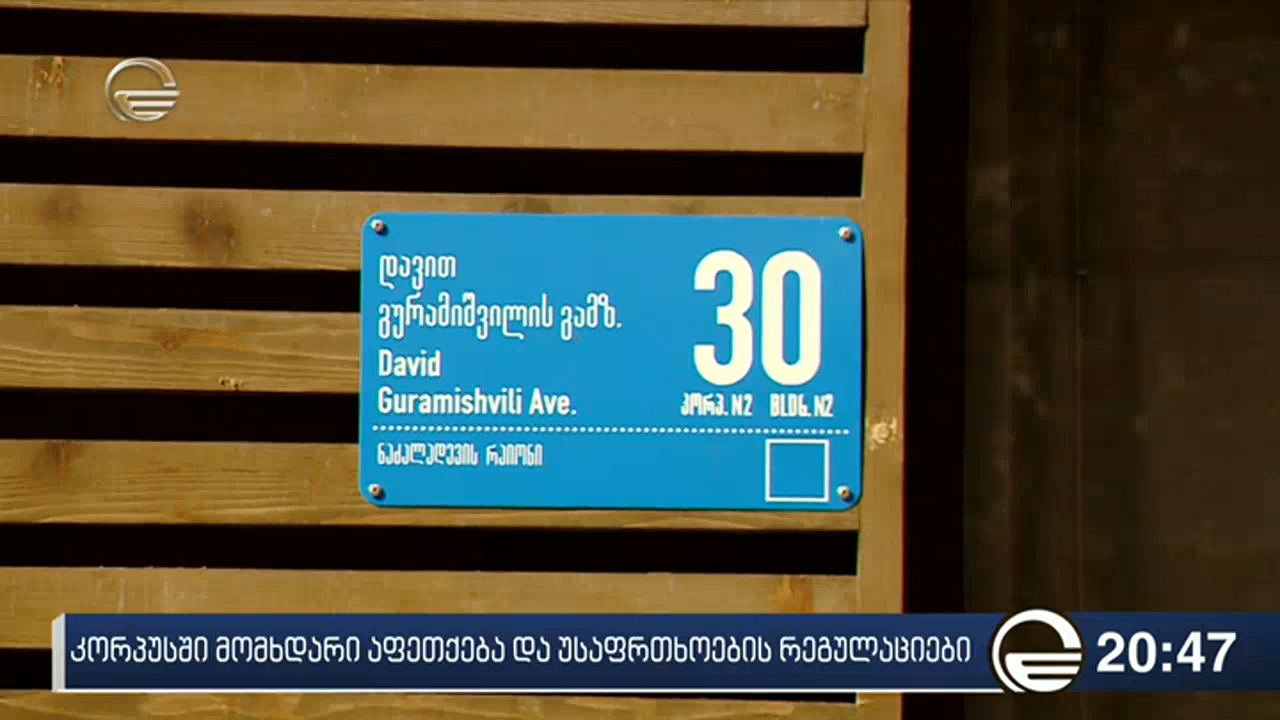 დავით
გურამიშვილის გამზ.
David
Guramishvili Ave.
30
კორპ. N2 BLDG. N2
ნაძალადევის რაიონი
კორპუსში მომხდარი აფეთქება და უსაფრთხოების რეგულაციები
20:47